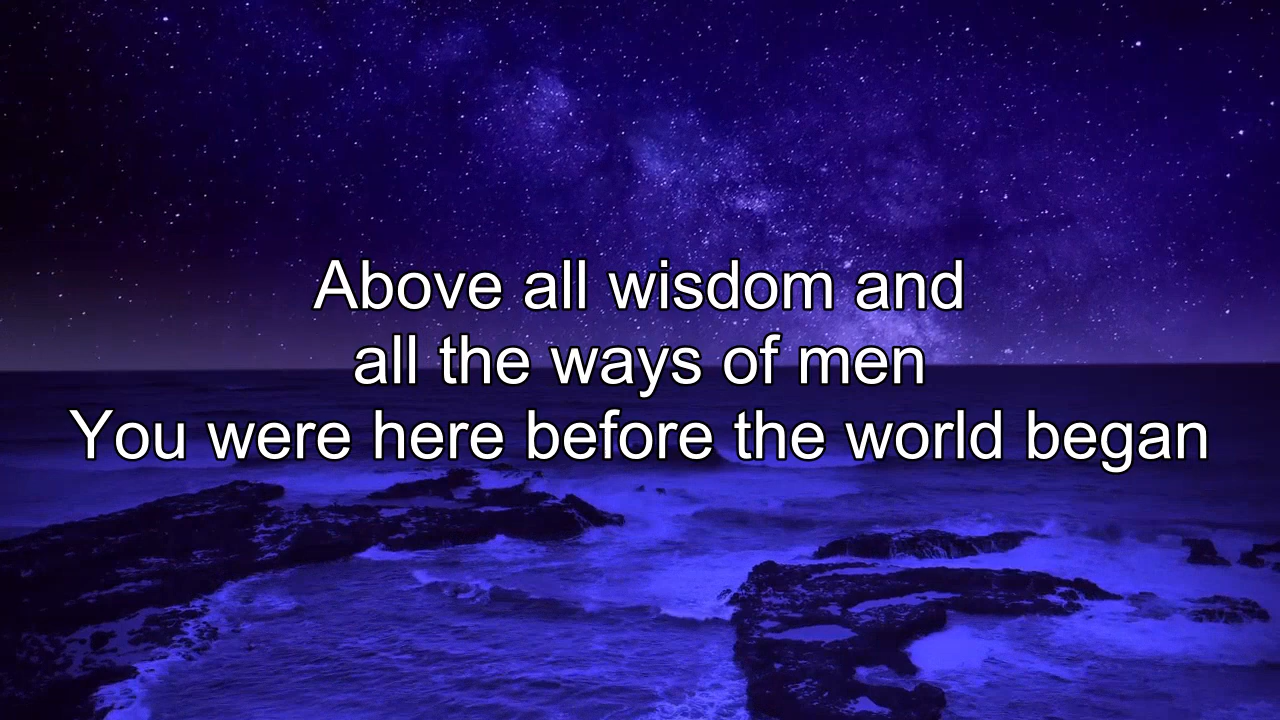 Above all wisdom and
all the ways of men
You were here before the world began